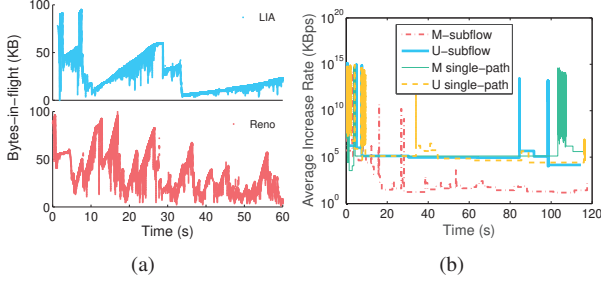 100
LIA
50
0
100
Reno
50
0
0 10 20 30 40 50 60
Bytes−in−flight (KB)
Time (s)
(a)
10^20
10^15
10^10
10^5
10^0
0 20 40 60 80 100 120
Average Increase Rate (KBps)
Time (s)
M−subflow
U−subflow
M single−path
U single−path
(b)